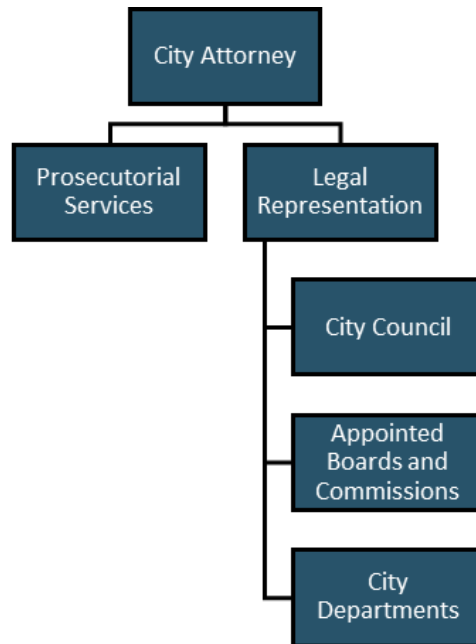 City Attorney
Prosecutorial
Services
Legal
Representation
City Council
Appointed
Boards and
Commissions
City
Departments